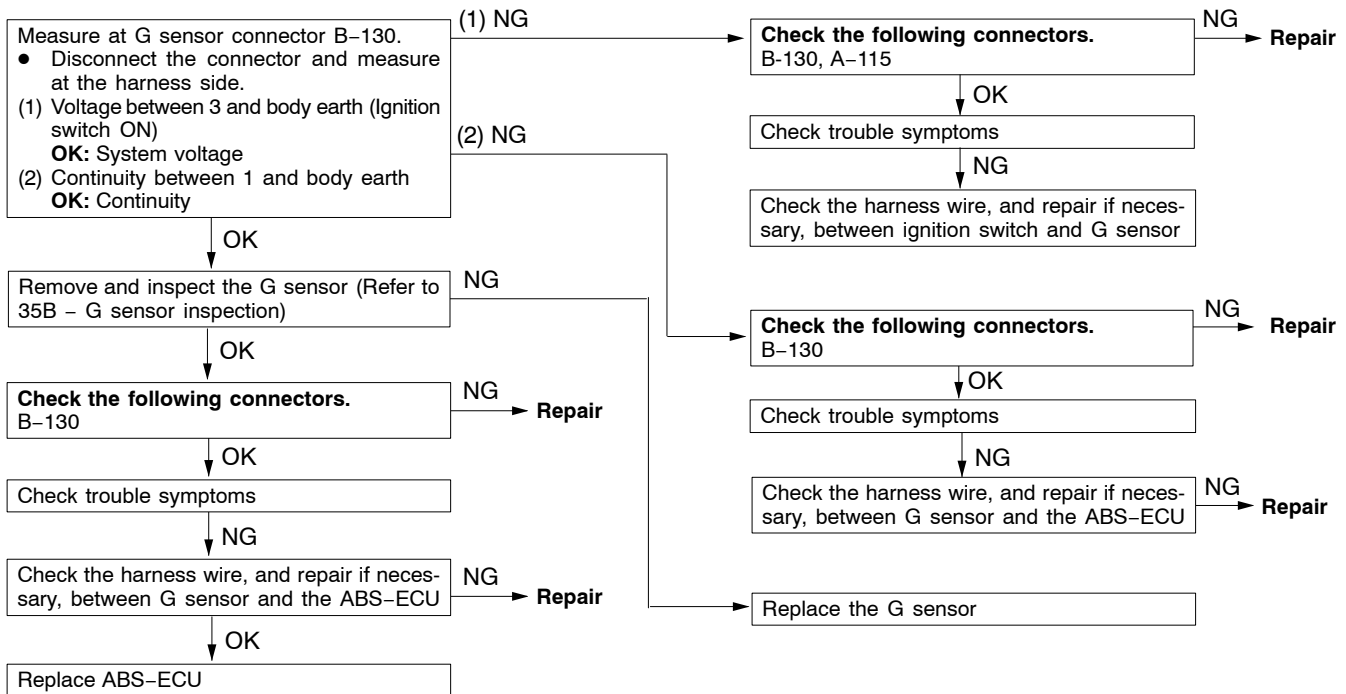 Measure at G sensor connector B–130.
● Disconnect the connector and measure
at the harness side.
(1) Voltage between 3 and body earth (Ignition
switch ON)
OK: System voltage
(2) Continuity between 1 and body earth
OK: Continuity
(1) NG
(2) NG
OK
Remove and inspect the G sensor (Refer to
35B – G sensor inspection)
NG
OK
Check the following connectors.
B–130
NG
Repair
OK
Check trouble symptoms
NG
Check the harness wire, and repair if neces-
sary, between G sensor and the ABS–ECU
NG
Repair
OK
Replace ABS–ECU
Check the following connectors.
B-130, A–115
NG
Repair
OK
Check trouble symptoms
NG
Check the harness wire, and repair if neces-
sary, between ignition switch and G sensor
Check the following connectors.
B–130
NG
Repair
OK
Check trouble symptoms
NG
Check the harness wire, and repair if neces-
sary, between G sensor and the ABS–ECU
NG
Repair
Replace the G sensor